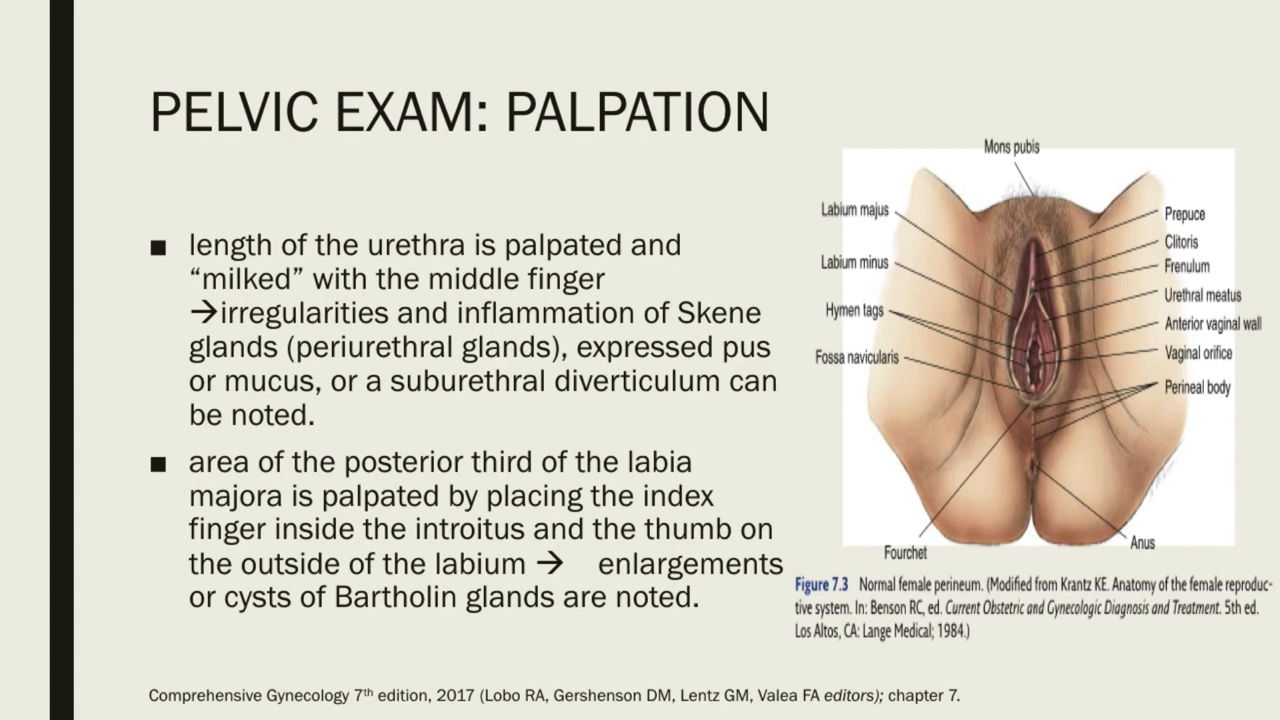 PELVIC EXAM: PALPATION
■ length of the urethra is palpated and
“milked” with the middle finger
→irregularities and inflammation of Skene
glands (periurethral glands), expressed pus
or mucus, or a suburethral diverticulum can
be noted.
■ area of the posterior third of the labia
majora is palpated by placing the index
finger inside the introitus and the thumb on
the outside of the labium → enlargements
or cysts of Bartholin glands are noted.
Mons pubis
Labium majus
Labium minus
Hymen tags
Fossa navicularis
Prepuce
Clitoris
Frenulum
Urethral meatus
Anterior vaginal wall
Vaginal orifice
Perineal body
Fourchet
Anus
Figure 7.3 Normal female perineum. (Modified from Krantz KE. Anatomy of the female reproduc-
tive system. In: Benson RC, ed. Current Obstetric and Gynecologic Diagnosis and Treatment. 5th ed.
Los Altos, CA: Lange Medical; 1984.)
Comprehensive Gynecology 7th edition, 2017 (Lobo RA, Gershenson DM, Lentz GM, Valea FA editors); chapter 7.